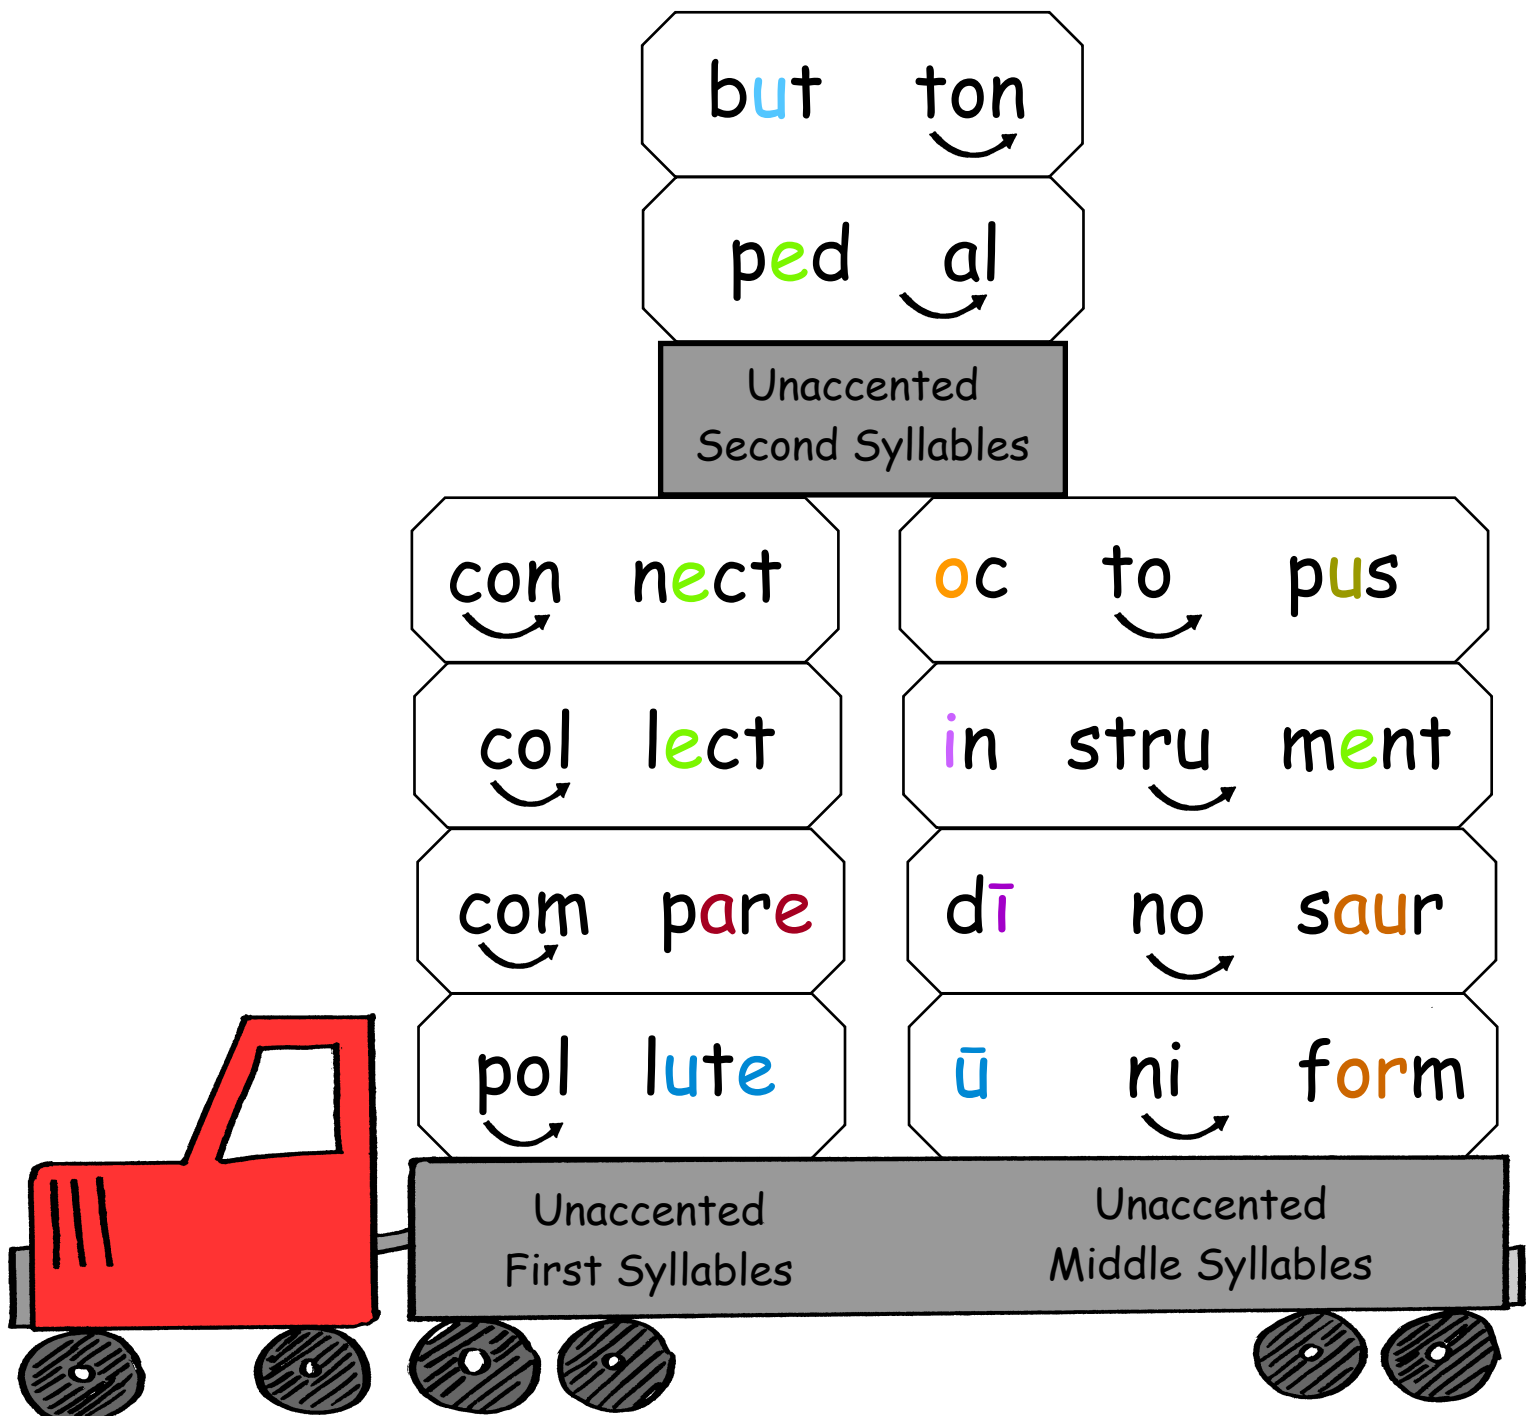 but ton
ped al
Unaccented
Second Syllables
con nect
col lect
com pare
pol lute
oc to pus
in stru ment
dī no saur
ū ni form
Unaccented
First Syllables
Unaccented
Middle Syllables